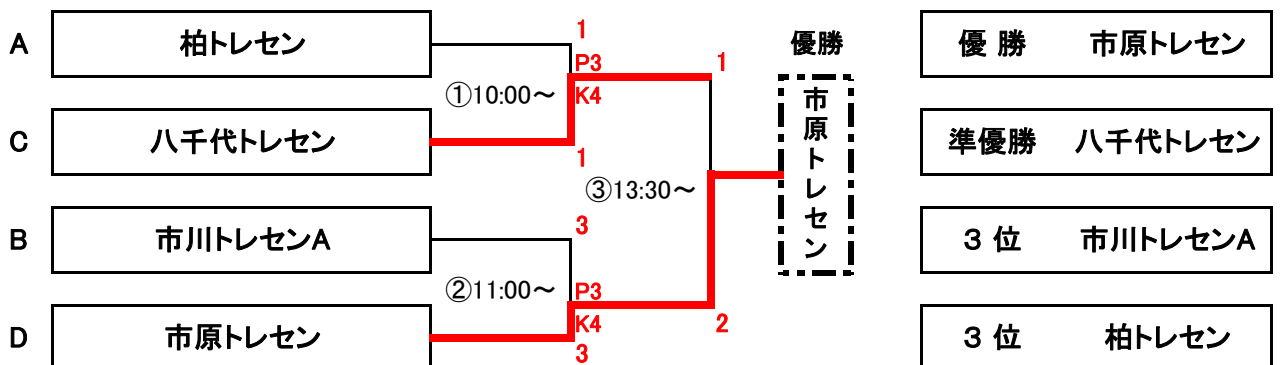 A 柏トレセン
C 八千代トレセン
B 市川トレセンA
D 市原トレセン
①10:00～
②11:00～
③13:30～
1
P3
K4
1
3
P3
K4
3
1
2
優勝
市原トレセン
優 勝 市原トレセン
準優勝 八千代トレセン
３ 位 市川トレセンA
３ 位 柏トレセン